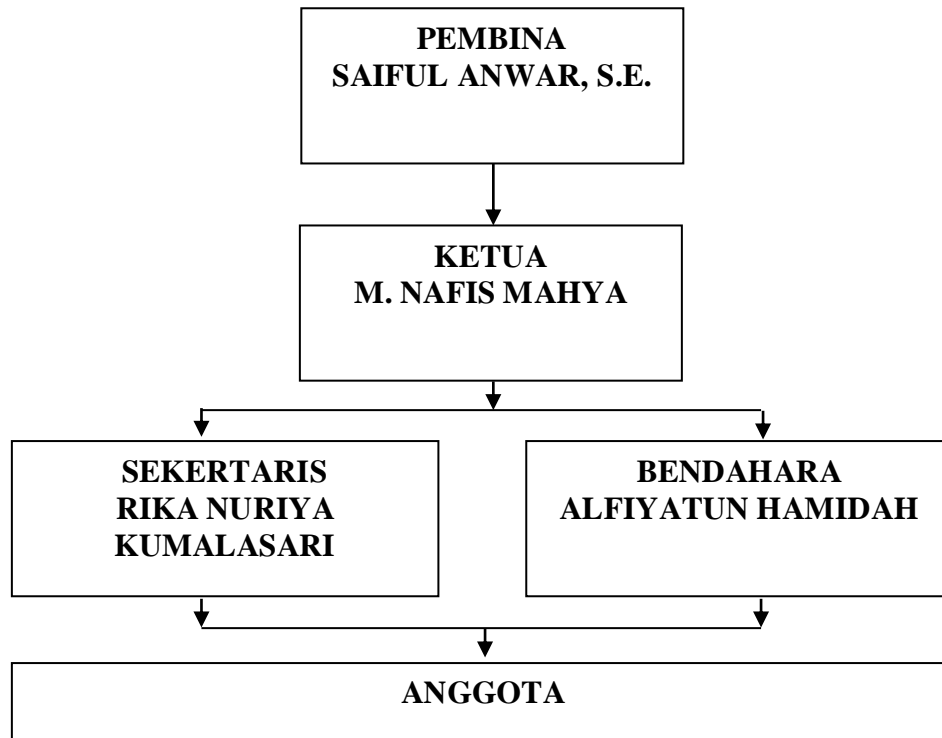 PEMBINA
SAIFUL ANWAR, S.E.
KETUA
M. NAFIS MAHYA
SEKERTARIS
RIKA NURIYA
KUMALASARI
BENDAHARA
ALFIYATUN HAMIDAH
ANGGOTA